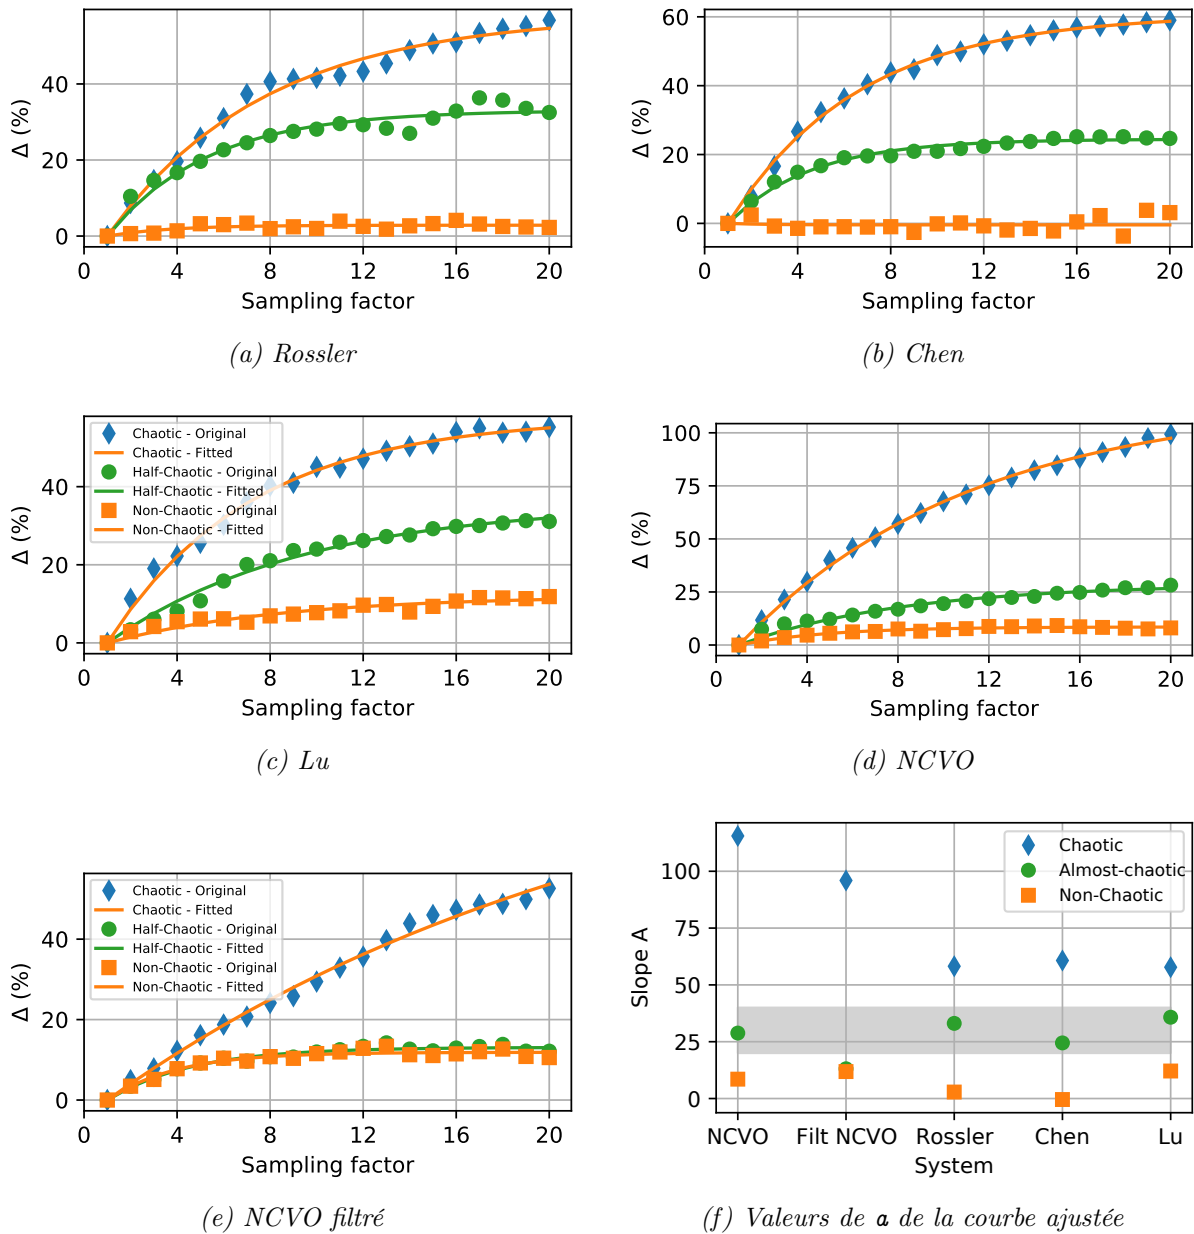 40
20
0
0
4
8
12
16
20
Δ (%)
Sampling factor
(a) Rossler
60
40
20
0
0
4
8
12
16
20
Δ (%)
Sampling factor
(b) Chen
Chaotic - Original
Chaotic - Fitted
Half-Chaotic - Original
Half-Chaotic - Fitted
Non-Chaotic - Original
Non-Chaotic - Fitted
40
20
0
0
4
8
12
16
20
Δ (%)
Sampling factor
(c) Lu
100
75
50
25
0
0
4
8
12
16
20
Δ (%)
Sampling factor
(d) NCVO
Chaotic - Original
Chaotic - Fitted
Half-Chaotic - Original
Half-Chaotic - Fitted
Non-Chaotic - Original
Non-Chaotic - Fitted
40
20
0
0
4
8
12
16
20
Δ (%)
Sampling factor
(e) NCVO filtré
Chaotic
Almost-chaotic
Non-Chaotic
100
75
50
25
0
Slope A
NCVO
Filt NCVO
Rossler
Chen
Lu
System
(f) Valeurs de a de la courbe ajustée